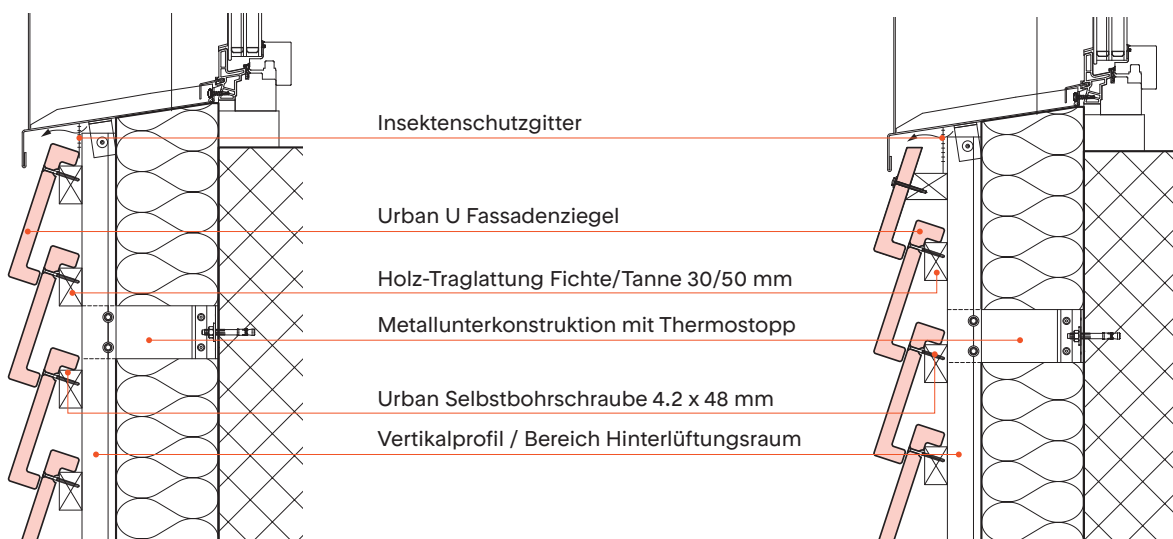 Insektenschutzgitter
Urban U Fassadenziegel
Holz-Traglattung Fichte/Tanne 30/50 mm
Metallunterkonstruktion mit Thermostopp
Urban Selbstbohrschraube 4.2 x 48 mm
Vertikalprofil / Bereich Hinterlüftungsraum